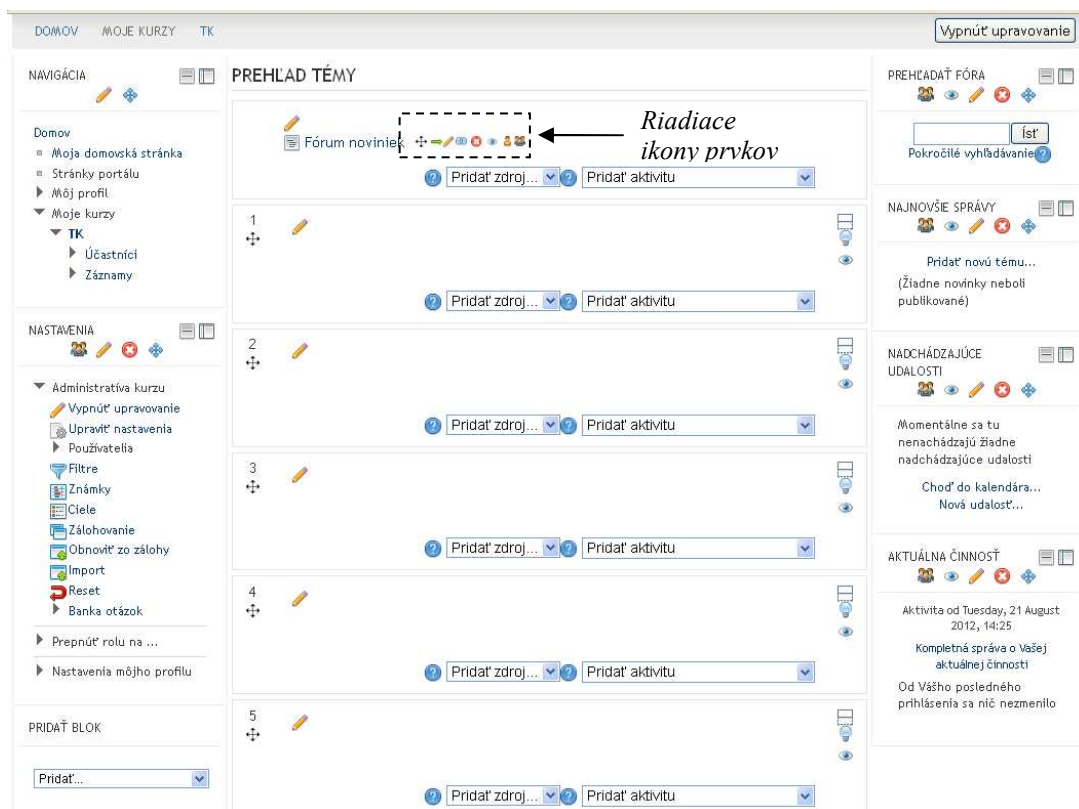 DOMOV MOJE KURZY TK
Vypnúť upravovanie
NAVIGÁCIA
Domov
Moja domovská stránka
Stránky portálu
Môj profil
Moje kurzy
TK
Účastníci
Záznamy
NASTAVENIA
Administratíva kurzu
Vypnúť upravovanie
Upraviť nastavenia
Používatelia
Filtre
Známky
Ciele
Zálohovanie
Obnoviť zo zálohy
Import
Reset
Banka otázok
Prepnúť rolu na ...
Nastavenia môjho profilu
PRIDAŤ BLOK
Pridať...
PREHĽAD TÉMY
Fórum noviniek
Riadiace
ikony prvkov
Pridať zdroj... Pridať aktivitu
1
Pridať zdroj... Pridať aktivitu
2
Pridať zdroj... Pridať aktivitu
3
Pridať zdroj... Pridať aktivitu
4
Pridať zdroj... Pridať aktivitu
5
Pridať zdroj... Pridať aktivitu
PREHĽADAŤ FÓRA
Ísť
Pokročilé vyhľadávanie
NAJNOVŠIE SPRÁVY
Pridať novú tému...
(Žiadne novinky neboli
publikované)
NADCHÁDZAJÚCE
UDALOSTI
Momentálne sa tu
nenachádzajú žiadne
nadchádzajúce udalosti
Choď do kalendára...
Nová udalosť...
AKTUÁLNA ČINNOSŤ
Aktivita od Tuesday, 21 August
2012, 14:25
Kompletná správa o Vašej
aktuálnej činnosti
Od Vášho posledného
prihlásenia sa nič nezmenilo